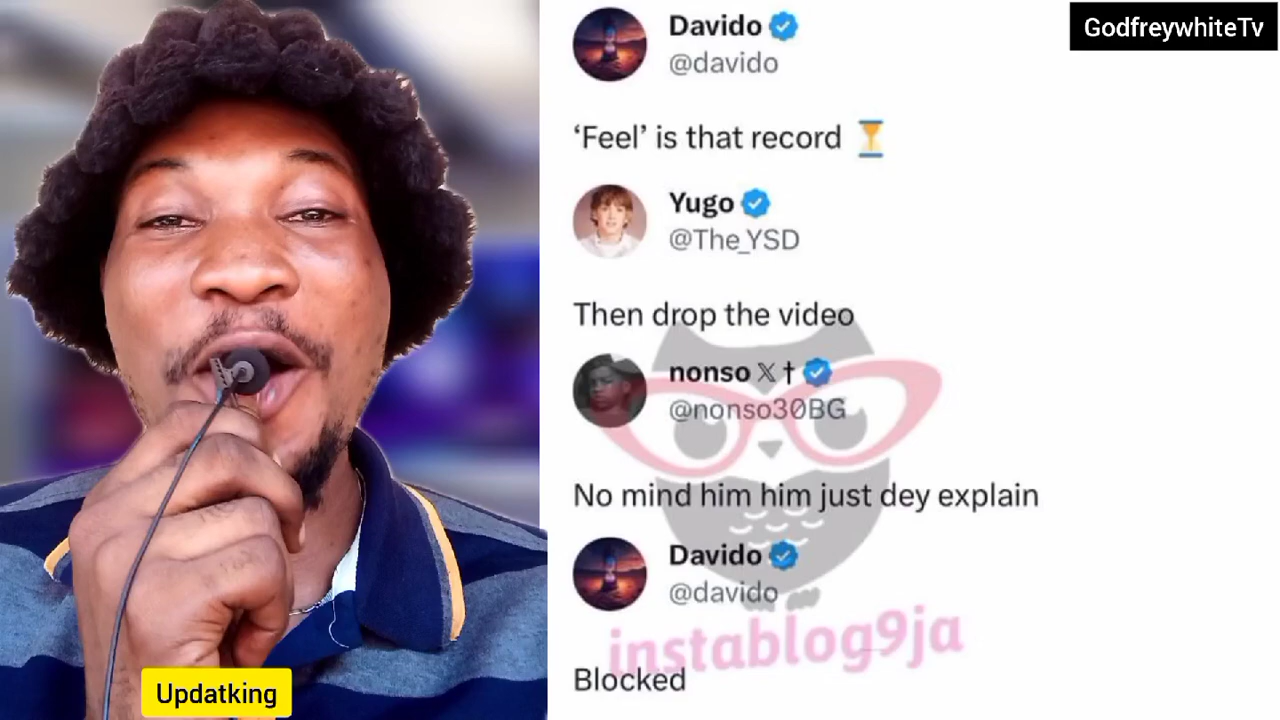 GodfreywhiteTv
Davido
@davido
‘Feel’ is that record ⏳
Yugo
@The_YSD
Then drop the video
nonso 𝕏 †
@nonso30BG
No mind him him just dey explain
Davido
@davido
instablog9ja
Blocked
Updatking